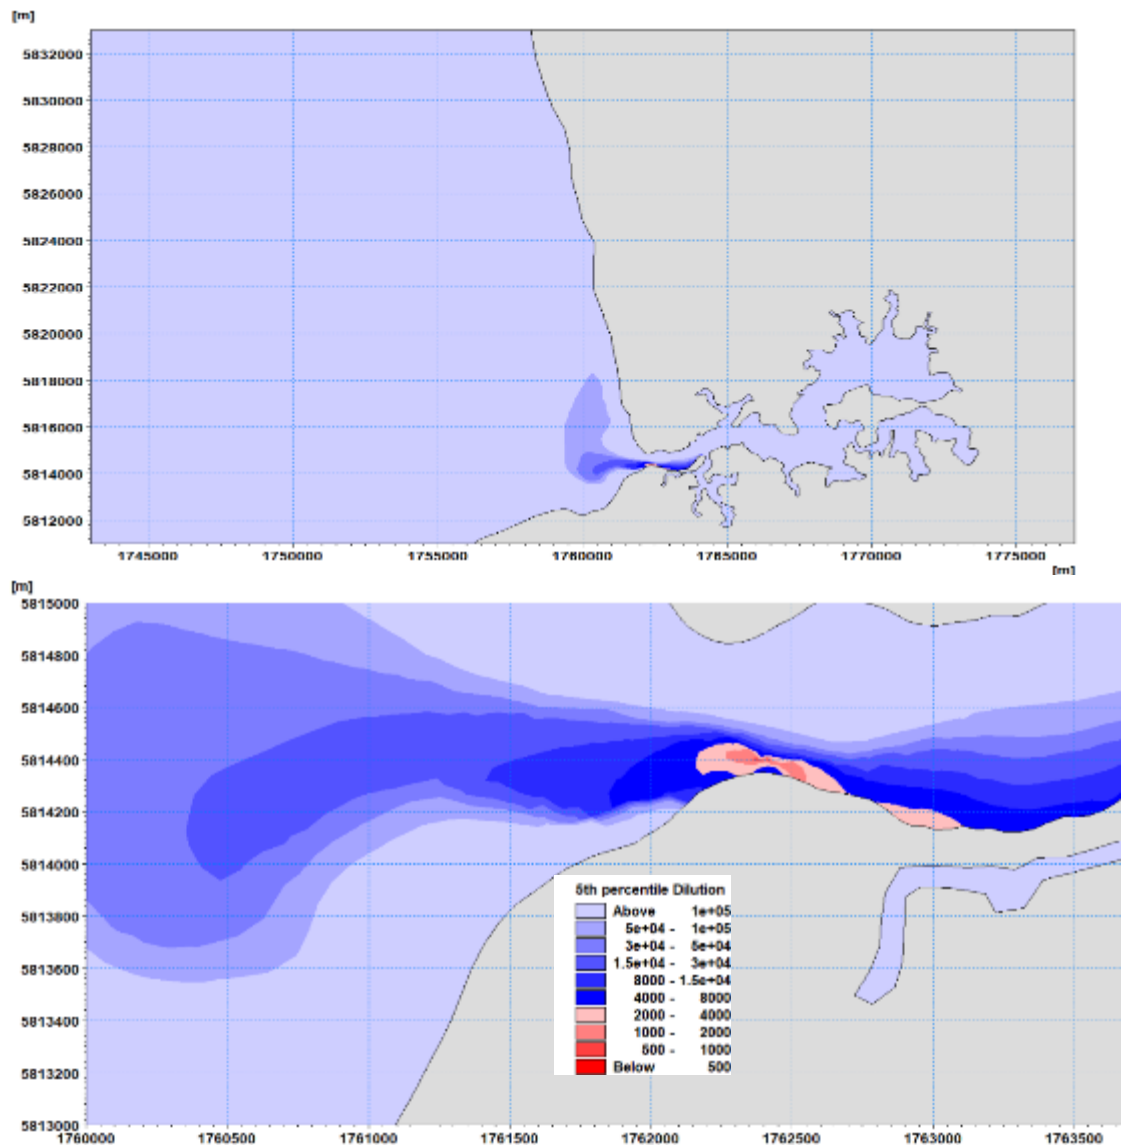 [m]
5832000
5830000
5828000
5826000
5824000
5822000
5820000
5818000
5816000
5814000
5812000
1745000 1750000 1755000 1760000 1765000 1770000 1775000
[m]
[m]
5815000
5814800
5814600
5814400
5814200
5814000
5813800
5813600
5813400
5813200
5813000
1760000 1760500 1761000 1761500 1762000 1762500 1763000 1763500
5th percentile Dilution
Above 1e+05
5e+04 - 1e+05
3e+04 - 5e+04
1.5e+04 - 3e+04
8000 - 1.5e+04
4000 - 8000
2000 - 4000
1000 - 2000
500 - 1000
Below 500